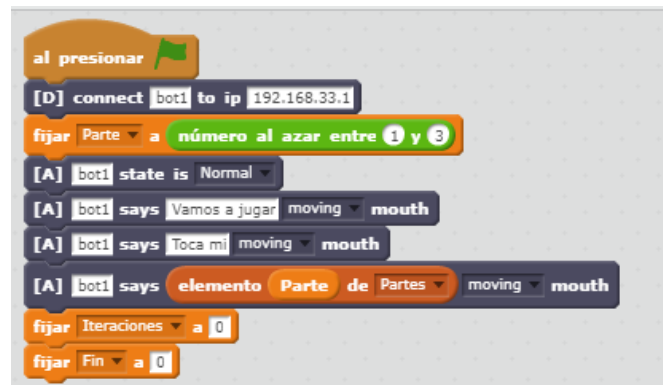 al presionar
[D] connect bot1 to ip 192.168.33.1
fijar Parte a número al azar entre 1 y 3
[A] bot1 state is Normal
[A] bot1 says Vamos a jugar moving mouth
[A] bot1 says Toca mi moving mouth
[A] bot1 says elemento Parte de Partes moving mouth
fijar Iteraciones a 0
fijar Fin a 0